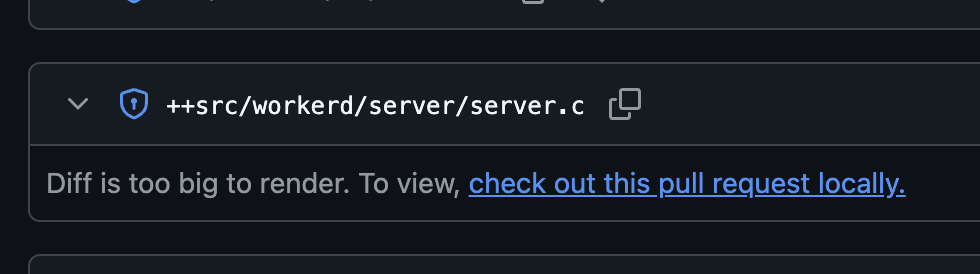 ++src/workerd/server/server.c
Diff is too big to render. To view, check out this pull request locally.